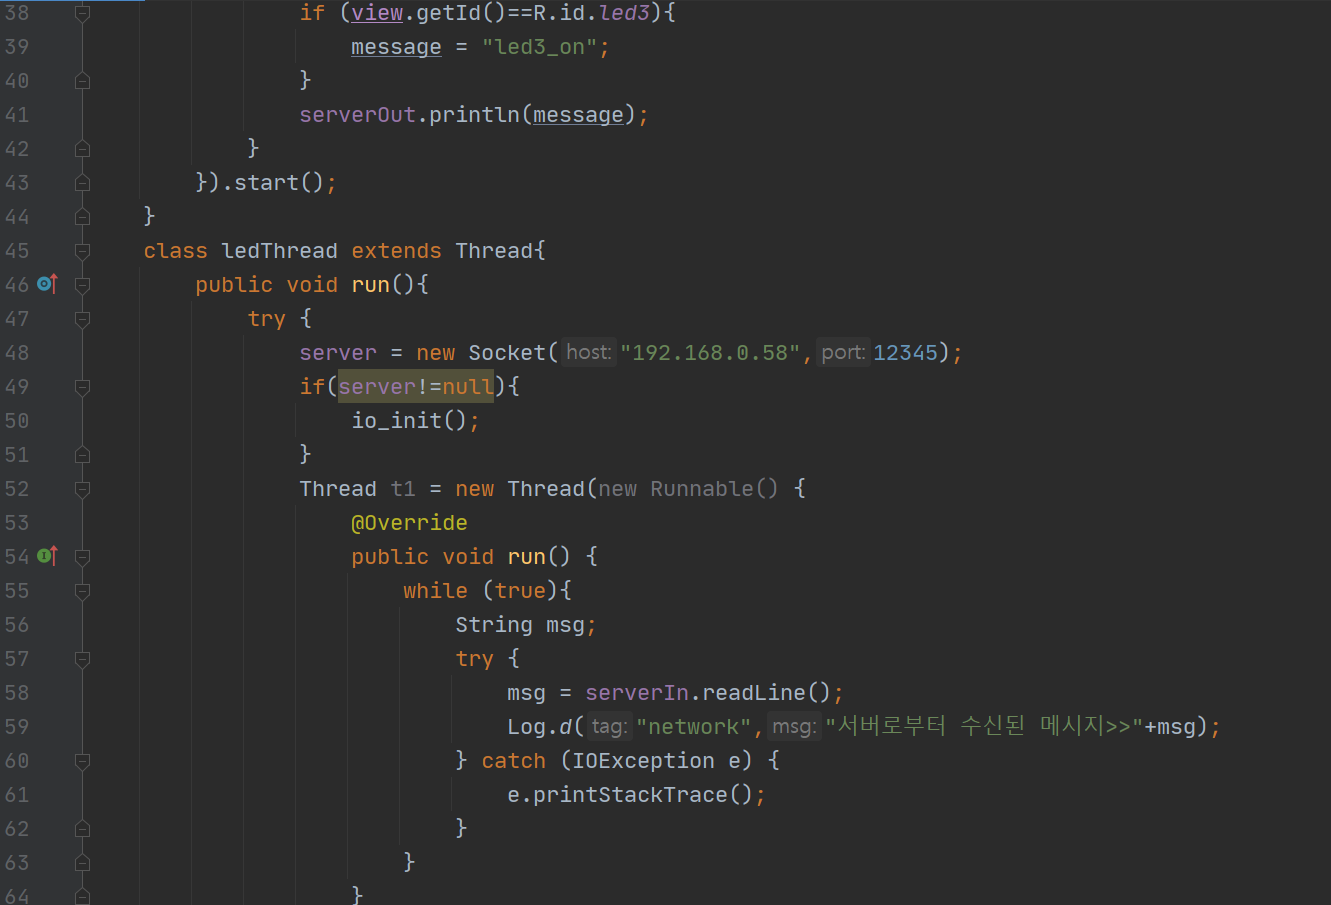 38 if (view.getId()==R.id.led3){
39 message = "led3_on";
40 }
41 serverOut.println(message);
42 }
43 }).start();
44 }
45 class ledThread extends Thread{
46 public void run(){
47 try {
48 server = new Socket( host: "192.168.0.58", port: 12345);
49 if(server!=null){
50 io_init();
51 }
52 Thread t1 = new Thread(new Runnable() {
53 @Override
54 public void run() {
55 while (true){
56 String msg;
57 try {
58 msg = serverIn.readLine();
59 Log.d( tag: "network", msg: "서버로부터 수신된 메시지>>"+msg);
60 } catch (IOException e) {
61 e.printStackTrace();
62 }
63 }
64 }